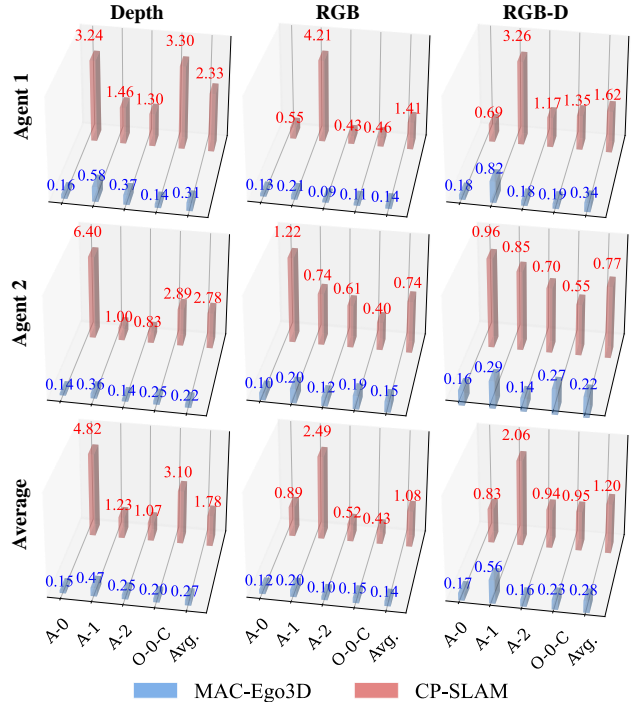 Depth RGB RGB-D
Agent 1
3.24 1.46 1.30 3.30 2.33
0.16 0.58 0.37 0.14 0.31
0.55 4.21 0.43 0.46 1.41
0.13 0.21 0.09 0.11 0.14
0.69 3.26 1.17 1.35 1.62
0.18 0.82 0.18 0.19 0.34
Agent 2
6.40 1.00 0.83 2.89 2.78
0.14 0.36 0.14 0.25 0.22
1.22 0.74 0.61 0.40 0.74
0.10 0.20 0.12 0.19 0.15
0.96 0.85 0.70 0.55 0.77
0.16 0.29 0.14 0.27 0.22
Average
4.82 1.23 1.07 3.10 1.78
0.15 0.47 0.25 0.20 0.27
0.89 2.49 0.52 0.43 1.08
0.12 0.20 0.10 0.15 0.14
0.83 2.06 0.94 0.95 1.20
0.17 0.56 0.16 0.23 0.28
A-0 A-1 A-2 O-0-C Avg.
A-0 A-1 A-2 O-0-C Avg.
A-0 A-1 A-2 O-0-C Avg.
MAC-Ego3D CP-SLAM